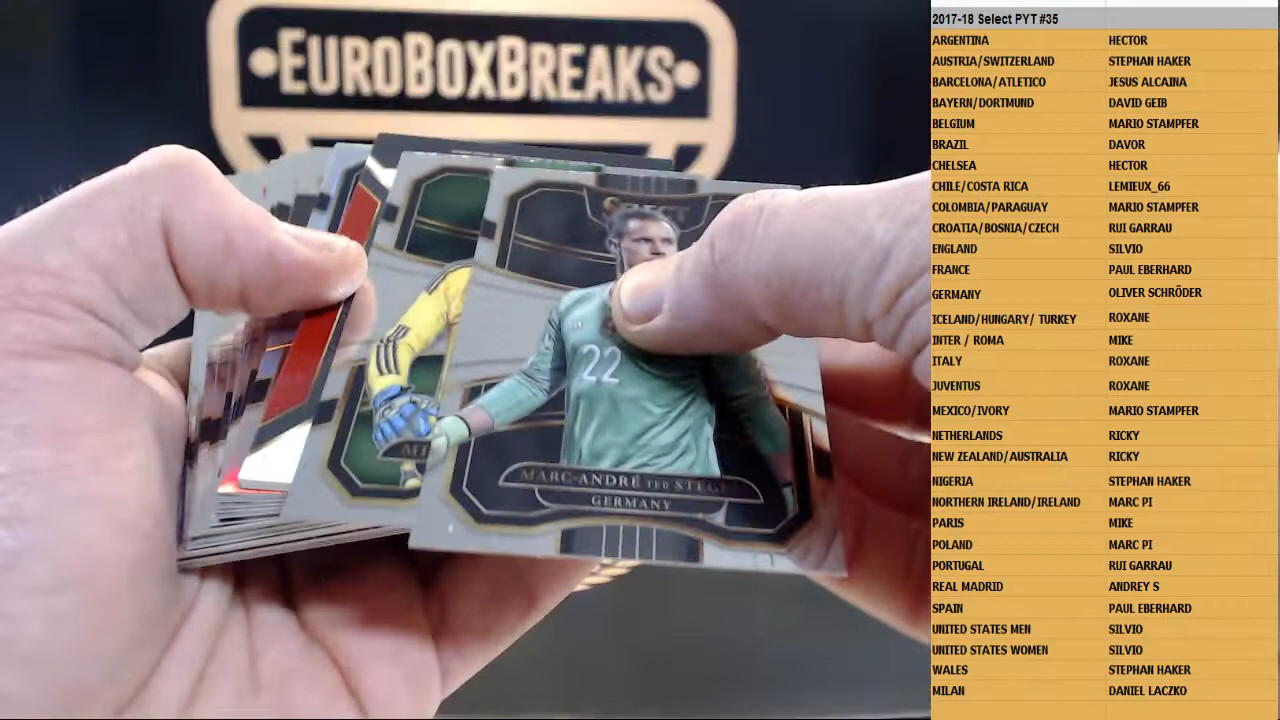 EUROBOXBREAKS
22
MARC-ANDRÉ TER STEGE
GERMANY
2017-18 Select PYT #35
ARGENTINA HECTOR
AUSTRIA/SWITZERLAND STEPHAN HAKER
BARCELONA/ATLETICO JESUS ALCAINA
BAYERN/DORTMUND DAVID GEIB
BELGIUM MARIO STAMPFER
BRAZIL DAVOR
CHELSEA HECTOR
CHILE/COSTA RICA LEMIEUX_66
COLOMBIA/PARAGUAY MARIO STAMPFER
CROATIA/BOSNIA/CZECH RUI GARRAU
ENGLAND SILVIO
FRANCE PAUL EBERHARD
GERMANY OLIVER SCHRÖDER
ICELAND/HUNGARY/ TURKEY ROXANE
INTER / ROMA MIKE
ITALY ROXANE
JUVENTUS ROXANE
MEXICO/IVORY MARIO STAMPFER
NETHERLANDS RICKY
NEW ZEALAND/AUSTRALIA RICKY
NIGERIA STEPHAN HAKER
NORTHERN IRELAND/IRELAND MARC PI
PARIS MIKE
POLAND MARC PI
PORTUGAL RUI GARRAU
REAL MADRID ANDREY S
SPAIN PAUL EBERHARD
UNITED STATES MEN SILVIO
UNITED STATES WOMEN SILVIO
WALES STEPHAN HAKER
MILAN DANIEL LACZKO